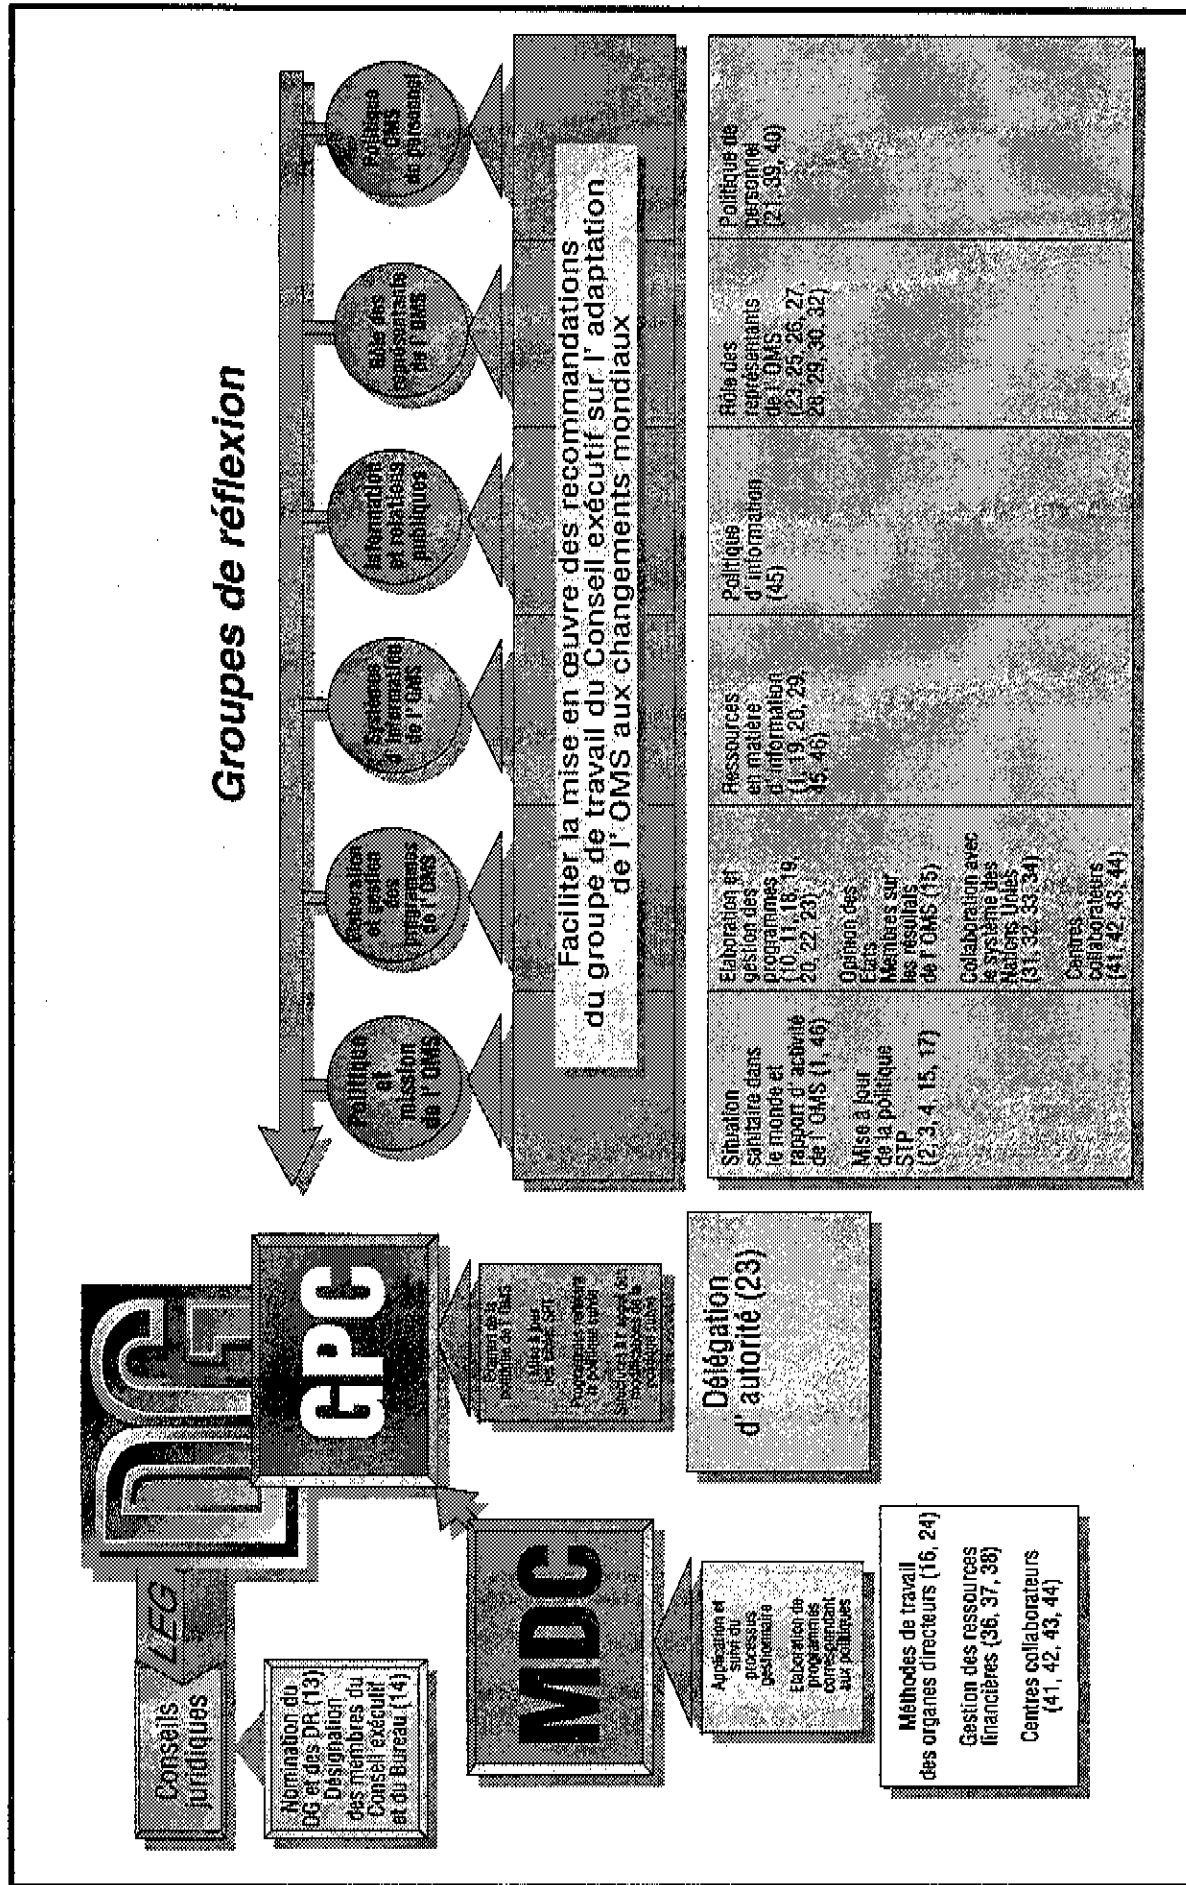 Groupes de réflexion
DG
LEG
Conseils
juridiques
Nomination du
DG et des DR (13)
Désignation
des membres du
Conseil exécutif
et du Bureau (14)
GPC
Examen de la
politique de l'OMS
Mise à jour
MDC
Application et
suivi du
processus
gestionnaire
Elaboration de
programmes
correspondant
aux politiques
Méthodes de travail
des organes directeurs (16, 24)
Gestion des ressources
financières (36, 37, 38)
Centres collaborateurs
(41, 42, 43, 44)
Délégation
d' autorité (23)
Politique
et
mission
de l' OMS
Elaboration
et gestion
des
programmes
de l' OMS
Systèmes
d' information
de l' OMS
Information
et relations
publiques
Rôle des
représentants
de l' OMS
Politique
OMS
de personnel
Faciliter la mise en œuvre des recommandations
du groupe de travail du Conseil exécutif sur l' adaptation
de l' OMS aux changements mondiaux
Situation
sanitaire dans
le monde et
rapport d' activité
de l' OMS (1, 46)
Mise à jour
de la politique
STP
(2, 3, 4, 15, 17)
Elaboration et
gestion des
programmes
(10, 11, 18, 19,
20, 22, 23)
Opinion des
Etats
Membres sur
les résultats
de l' OMS (15)
Collaboration avec
le système des
Nations Unies
(31, 32, 33, 34)
Centres
collaborateurs
(41, 42, 43, 44)
Ressources
en matière
d' information
(1, 19, 20, 29,
45, 46)
Politique
d' information
(45)
Rôle des
représentants
de l' OMS
(23, 25, 26, 27,
28, 29, 30, 32)
Politique de
personnel
(21, 39, 40)